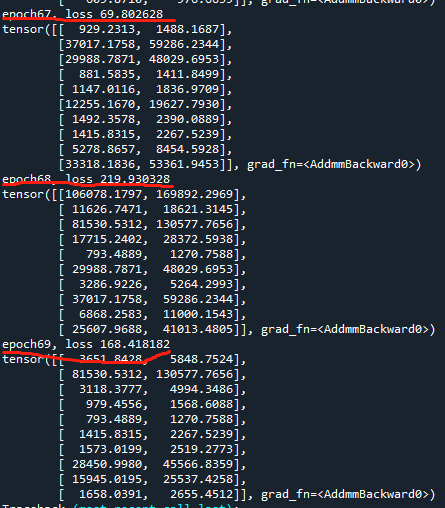 epoch67, loss 69.802628
tensor([[   929.2313,   1488.1687],
[37017.1758, 59286.2344],
[29988.7871, 48029.6953],
[  881.5835,  1411.8499],
[ 1147.0116,  1836.9709],
[12255.1670, 19627.7930],
[ 1492.3578,  2390.0889],
[ 1415.8315,  2267.5239],
[ 5278.8657,  8454.5928],
[33318.1836, 53361.9453]], grad_fn=<AddmmBackward0>)
epoch68, loss 219.930328
tensor([[106078.1797, 169892.2969],
[ 11626.7471,  18621.3145],
[ 81530.5312, 130577.7656],
[ 17715.2402,  28372.5938],
[   793.4889,   1270.7588],
[ 29988.7871,  48029.6953],
[  3286.9226,   5264.2993],
[ 37017.1758,  59286.2344],
[  6866.2583,  11000.1543],
[ 25607.9688,  41013.4805]], grad_fn=<AddmmBackward0>)
epoch69, loss 168.418182
tensor([[  3651.8428,   5848.7524],
[ 81530.5312, 130577.7656],
[  3118.3777,   4994.3486],
[   979.4556,   1568.6088],
[   793.4889,   1270.7588],
[  1415.8315,   2267.5239],
[  1573.0199,   2519.2773],
[ 28450.9980,  45566.8359],
[ 15945.0195,  25537.4258],
[  1658.0391,   2655.4512]], grad_fn=<AddmmBackward0>)